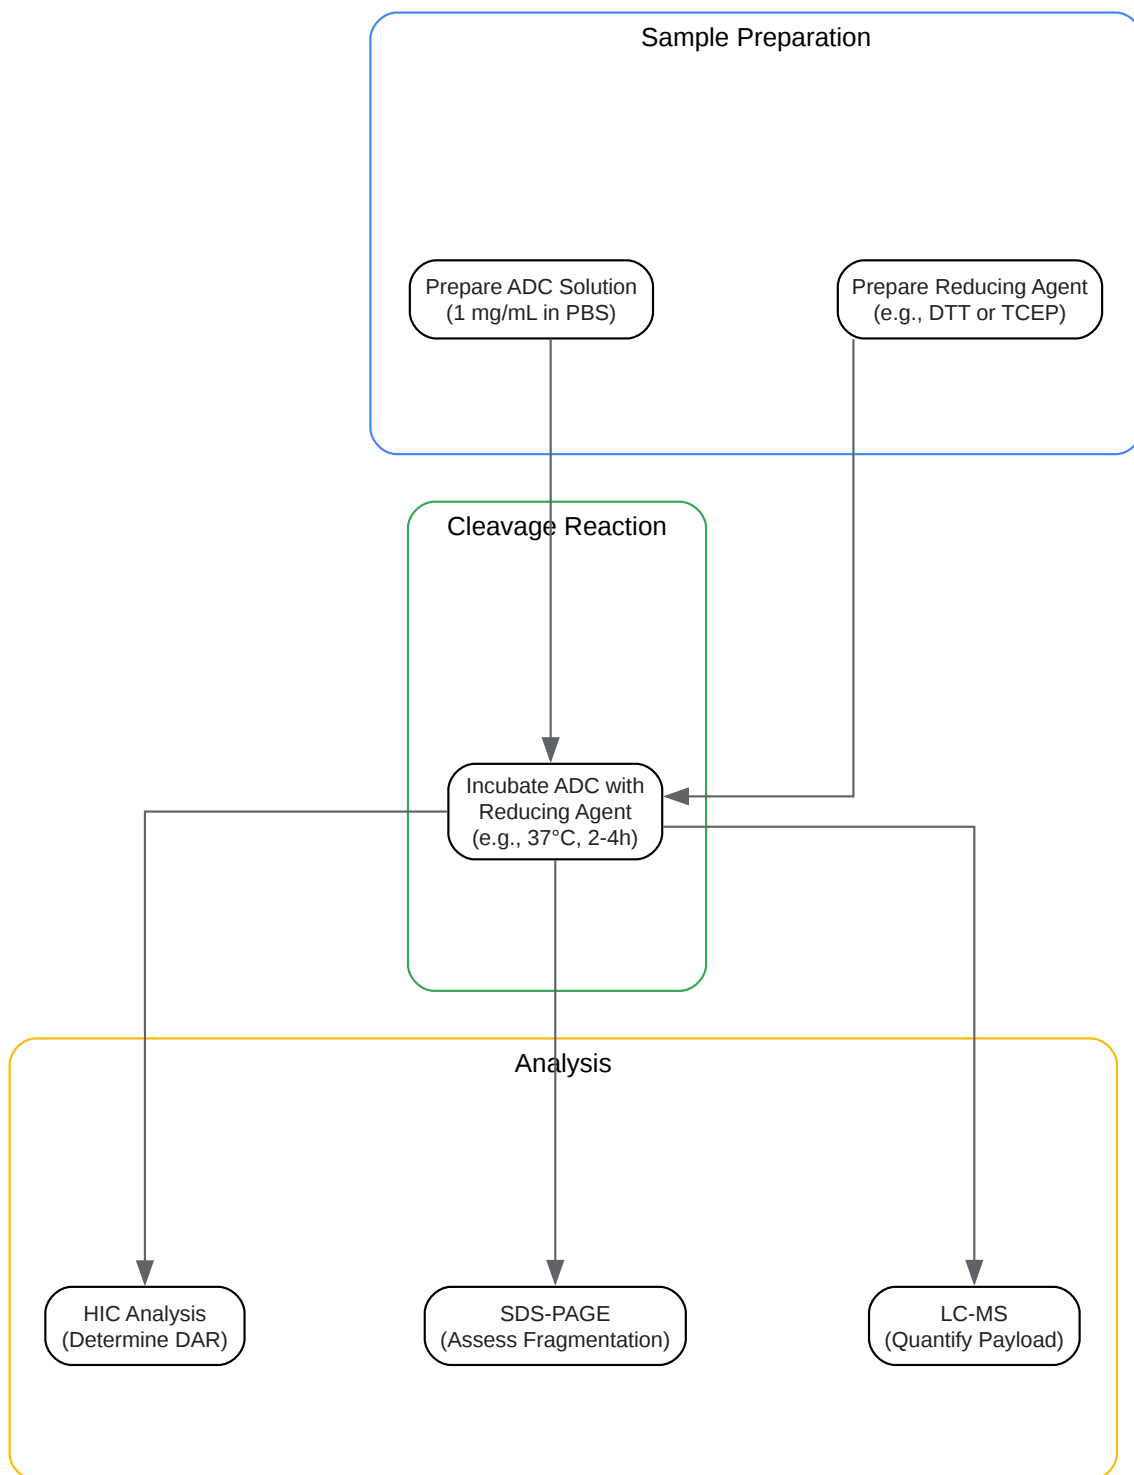 Sample Preparation
Prepare ADC Solution
(1 mg/mL in PBS)
Prepare Reducing Agent
(e.g., DTT or TCEP)
Cleavage Reaction
Incubate ADC with
Reducing Agent
(e.g., 37°C, 2-4h)
Analysis
HIC Analysis
(Determine DAR)
SDS-PAGE
(Assess Fragmentation)
LC-MS
(Quantify Payload)